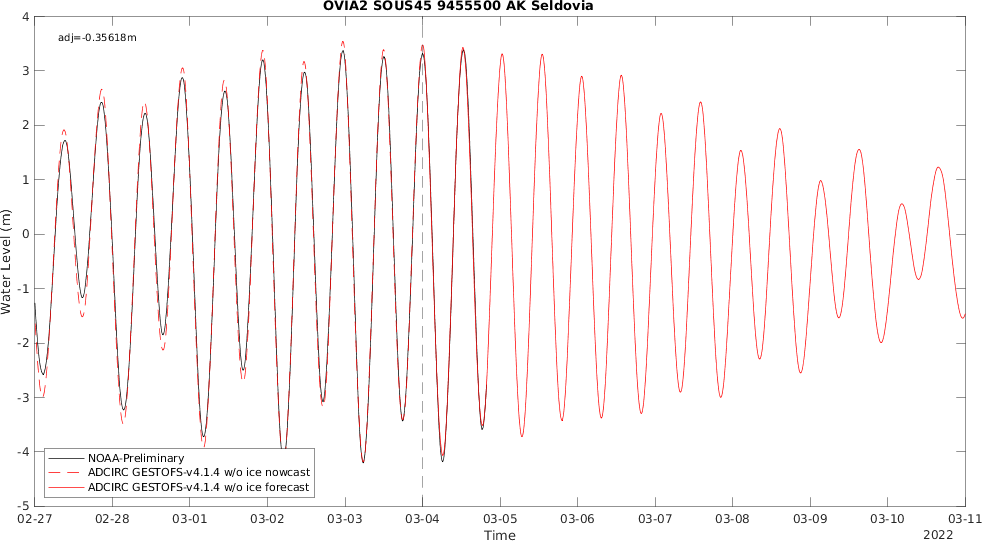 OVIA2 SOUS45 9455500 AK Seldovia
adj=-0.35618m
4
3
2
1
0
-1
-2
-3
-4
-5
Water Level (m)
NOAA-Preliminary
ADCIRC GESTOFS-v4.1.4 w/o ice nowcast
ADCIRC GESTOFS-v4.1.4 w/o ice forecast
02-27 02-28 03-01 03-02 03-03 03-04 03-05 03-06 03-07 03-08 03-09 03-10 03-11
Time
2022